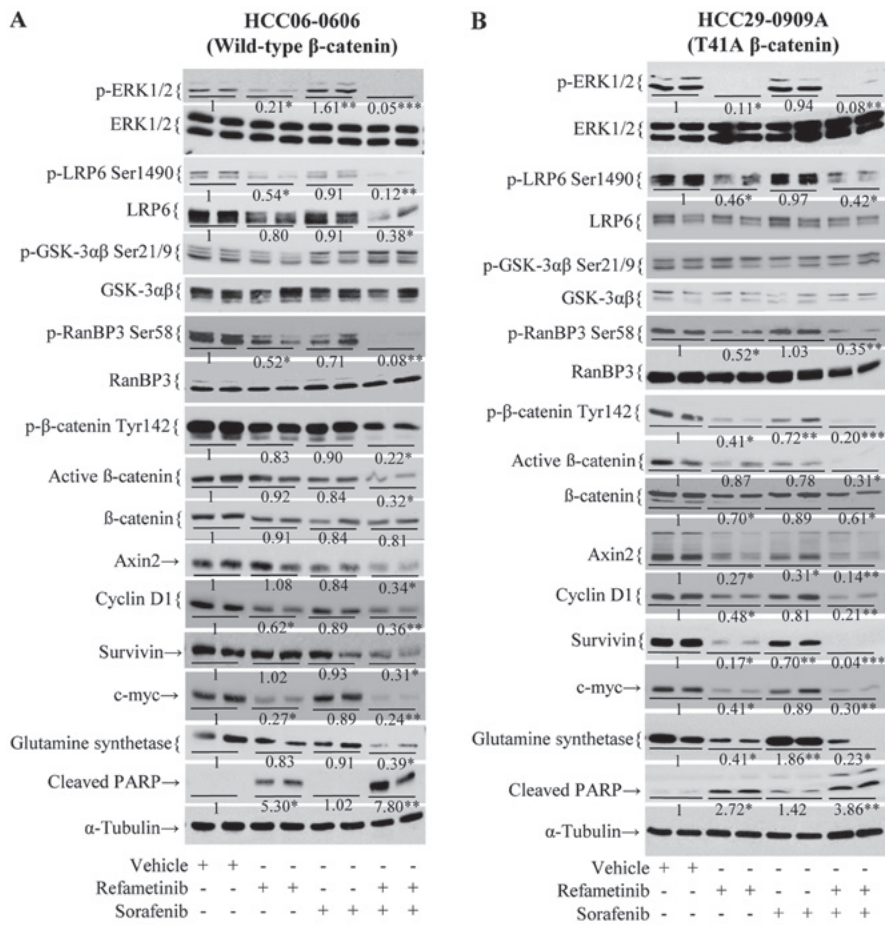 A
HCC06-0606
(Wild-type β-catenin)
p-ERK1/2{
1 0.21* 1.61** 0.05***
ERK1/2{
p-LRP6 Ser1490{
1 0.54* 0.91 0.12**
LRP6{
1 0.80 0.91 0.38*
p-GSK-3αβ Ser21/9{
GSK-3αβ{
p-RanBP3 Ser58{
1 0.52* 0.71 0.08**
RanBP3{
p-β-catenin Tyr142{
1 0.83 0.90 0.22*
Active ß-catenin{
1 0.92 0.84 0.32*
ß-catenin{
1 0.91 0.84 0.81
Axin2→
1 1.08 0.84 0.34*
Cyclin D1{
1 0.62* 0.89 0.36**
Survivin→
1 1.02 0.93 0.31*
c-myc→
1 0.27* 0.89 0.24**
Glutamine synthetase{
1 0.83 0.91 0.39*
Cleaved PARP→
1 5.30* 1.02 7.80**
α-Tubulin→
Vehicle + + - - - - - -
Refametinib - - + + - - + +
Sorafenib - - - - + + + +
B
HCC29-0909A
(T41A β-catenin)
p-ERK1/2{
1 0.11* 0.94 0.08**
ERK1/2{
p-LRP6 Ser1490{
1 0.46* 0.97 0.42*
LRP6{
p-GSK-3αβ Ser21/9{
GSK-3αβ{
p-RanBP3 Ser58{
1 0.52* 1.03 0.35**
RanBP3{
p-β-catenin Tyr142{
1 0.41* 0.72** 0.20***
Active ß-catenin{
1 0.87 0.78 0.31*
ß-catenin{
1 0.70* 0.89 0.61*
Axin2{
1 0.27* 0.31* 0.14**
Cyclin D1{
1 0.48* 0.81 0.21**
Survivin{
1 0.17* 0.70** 0.04***
c-myc→
1 0.41* 0.89 0.30**
Glutamine synthetase{
1 0.41* 1.86** 0.23*
Cleaved PARP→
1 2.72* 1.42 3.86**
α-Tubulin→
Vehicle + + - - - - - -
Refametinib - - + + - - + +
Sorafenib - - - - + + + +